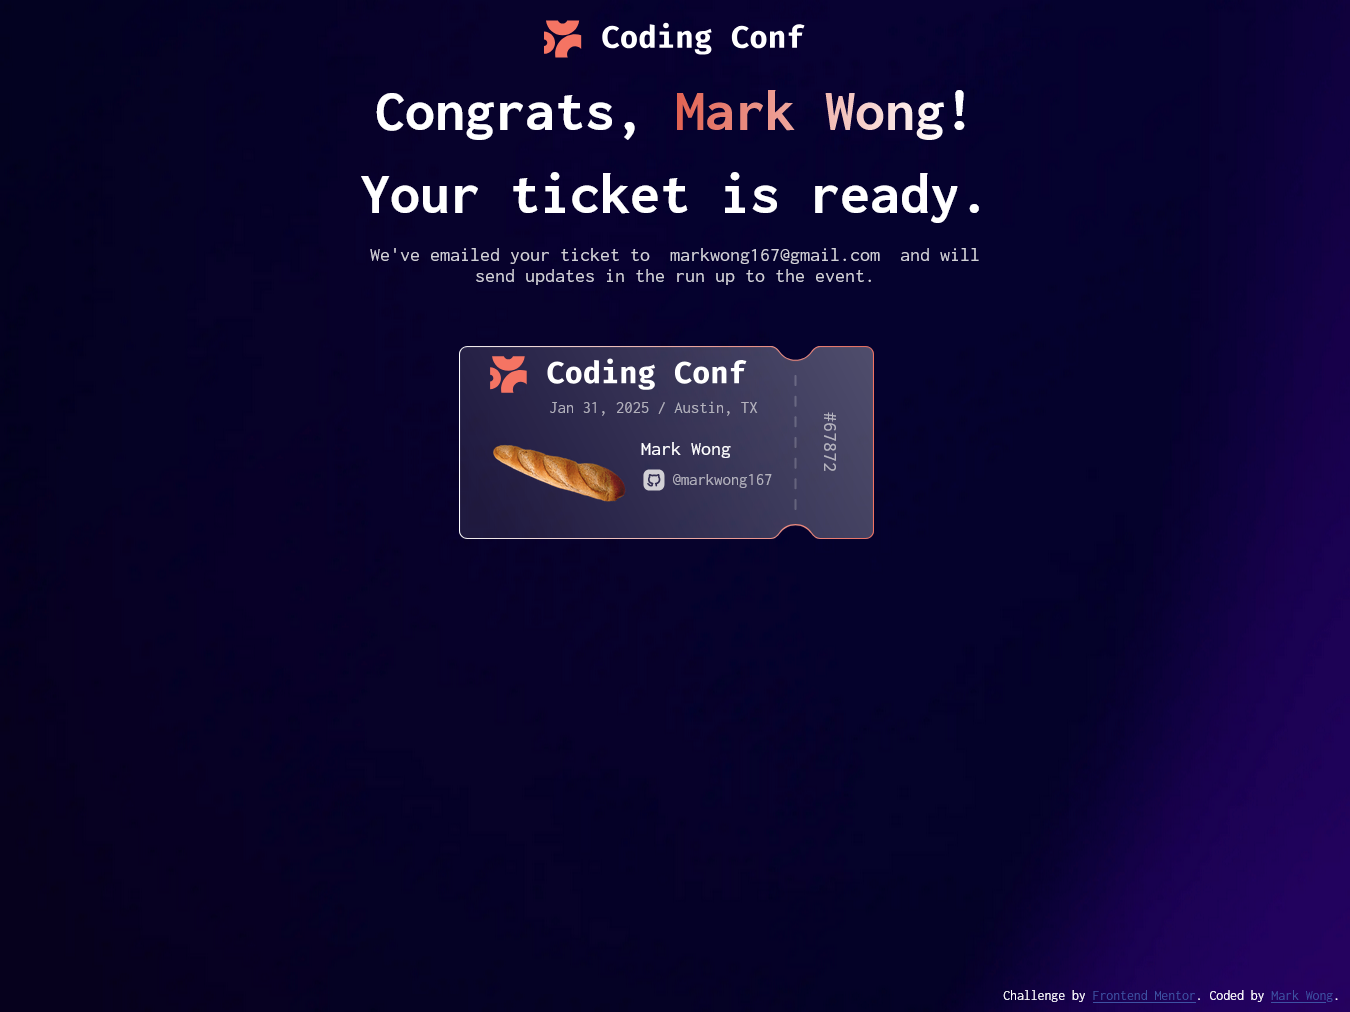 Coding Conf
Congrats, Mark Wong!
Your ticket is ready.
We've emailed your ticket to markwong167@gmail.com and will
send updates in the run up to the event.
Coding Conf
Jan 31, 2025 / Austin, TX
Mark Wong
@markwong167
#67872
Challenge by Frontend Mentor. Coded by Mark Wong.